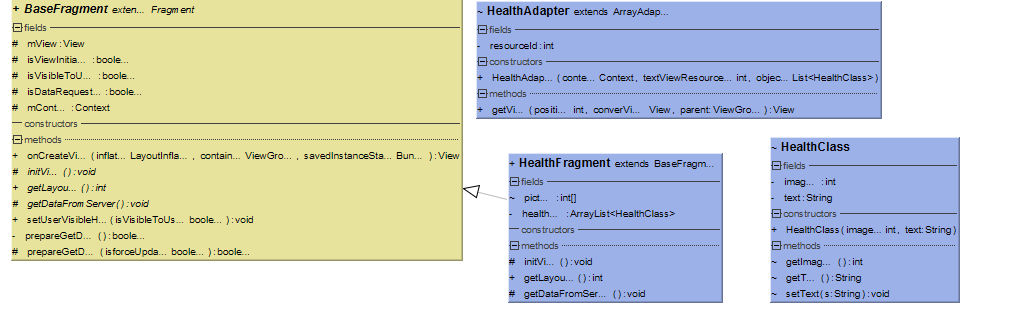 + BaseFragment exten... Fragment
fields
# mView : View
# isViewInitia... : boole...
# isVisibleToU... : boole...
# isDataRequest... : boole...
# mCont... : Context
constructors
methods
+ onCreateVi... ( inflat... LayoutInfla... , contain... ViewGro... , savedInstanceSta... Bun... ) : View
# initVi... () : void
+ getLayou... () : int
# getDataFromServer() : void
+ setUserVisibleH... ( isVisibleToUs... boole... ) : void
- prepareGetD... () : boole...
# prepareGetD... ( isforceUpda... boole... ) : boole...
~ HealthAdapter extends ArrayAdap...
fields
- resourceId : int
constructors
+ HealthAdap... ( conte... Context, textViewResource... int, objec... List<HealthClass> )
methods
+ getVi... ( positi... int, converVi... View, parent: ViewGro... ) : View
+ HealthFragment extends BaseFragm...
fields
~ pict... : int[]
- health... : ArrayList<HealthClass>
constructors
methods
# initVi... () : void
+ getLayou... () : int
# getDataFromSer... () : void
~ HealthClass
fields
- imag... : int
- text : String
constructors
+ HealthClass ( image... int, text: String )
methods
~ getImag... () : int
~ getT... () : String
~ setText ( s: String ) : void